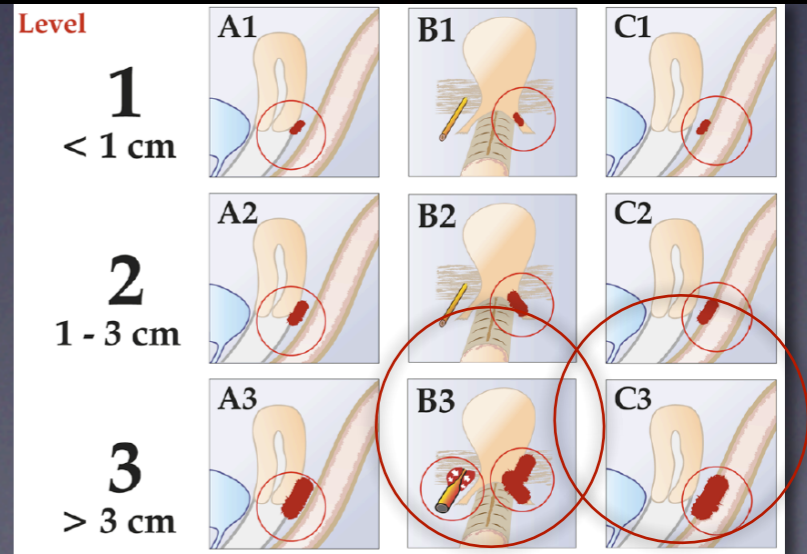 Level
A1 B1 C1
1
< 1 cm
A2 B2 C2
2
1 - 3 cm
A3 B3 C3
3
> 3 cm